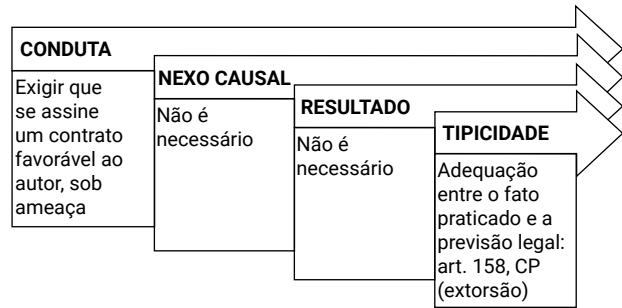 CONDUTA
Exigir que
se assine
um contrato
favorável ao
autor, sob
ameaça
NEXO CAUSAL
Não é
necessário
RESULTADO
Não é
necessário
TIPICIDADE
Adequação
entre o fato
praticado e a
previsão legal:
art. 158, CP
(extorsão)